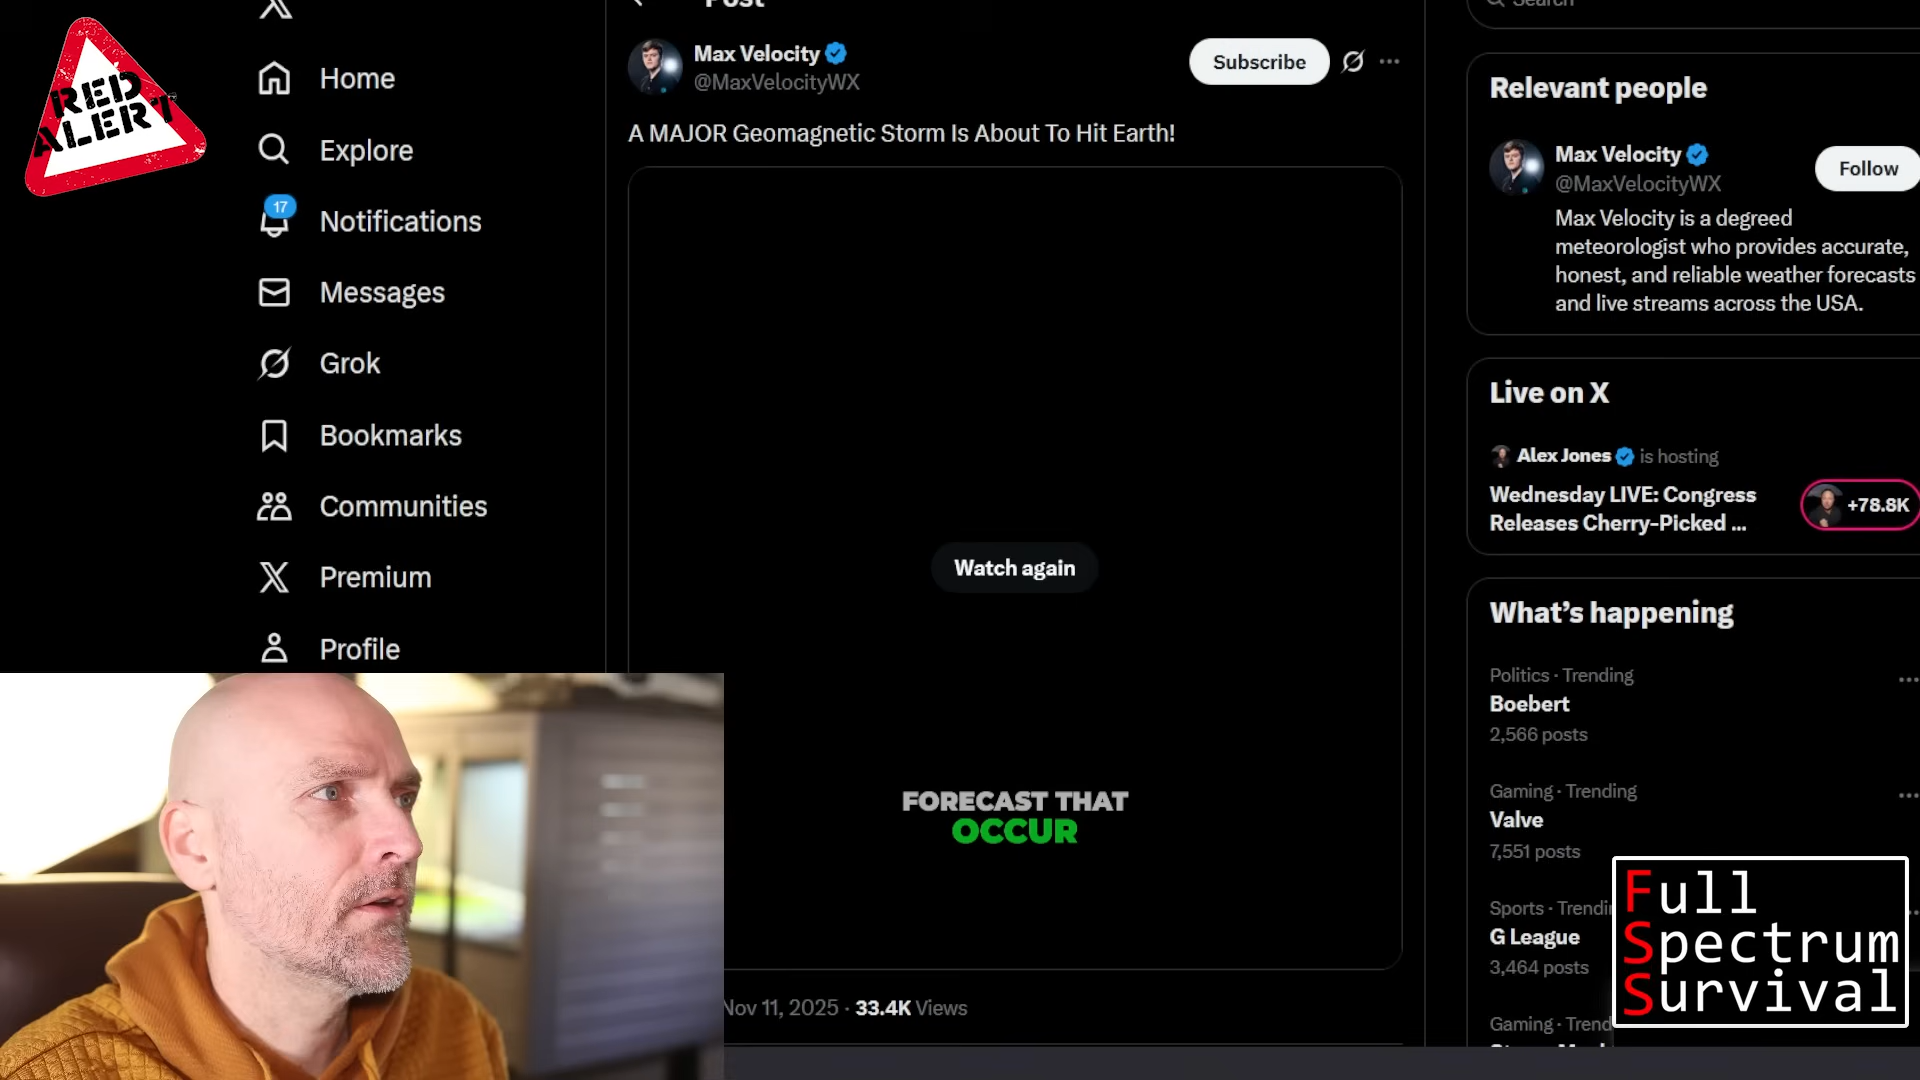 RED
ALERT
Home
Explore
17
Notifications
Messages
Grok
Bookmarks
Communities
Premium
Profile
Post
Max Velocity
@MaxVelocityWX
Subscribe
A MAJOR Geomagnetic Storm Is About To Hit Earth!
Watch again
FORECAST THAT
OCCUR
Nov 11, 2025 · 33.4K Views
Search
Relevant people
Max Velocity
@MaxVelocityWX
Follow
Max Velocity is a degreed
meteorologist who provides accurate,
honest, and reliable weather forecasts
and live streams across the USA.
Live on X
Alex Jones is hosting
Wednesday LIVE: Congress
Releases Cherry-Picked ...
+78.8K
What's happening
Politics · Trending
Boebert
2,566 posts
Gaming · Trending
Valve
7,551 posts
Sports ·
G League
3,464 posts
Gaming ·
Full
Spectrum
Survival